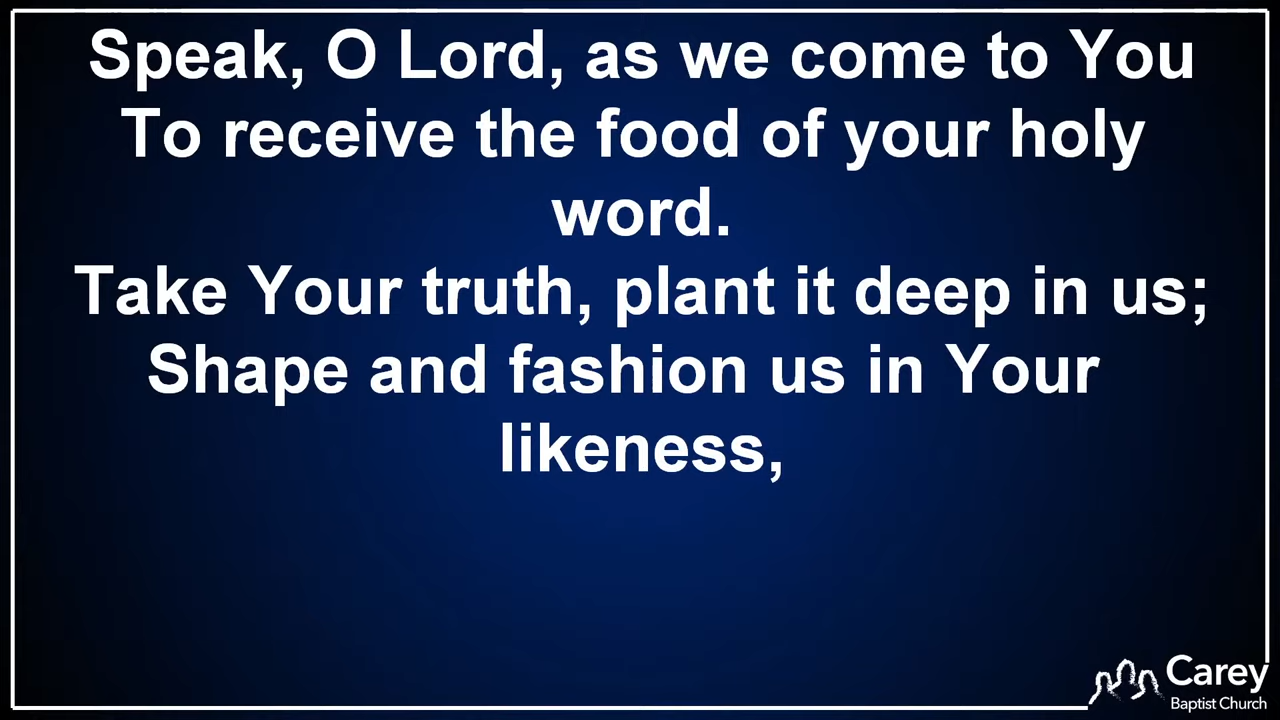 Speak, O Lord, as we come to You
To receive the food of your holy
word.
Take Your truth, plant it deep in us;
Shape and fashion us in Your
likeness,
Carey
Baptist Church